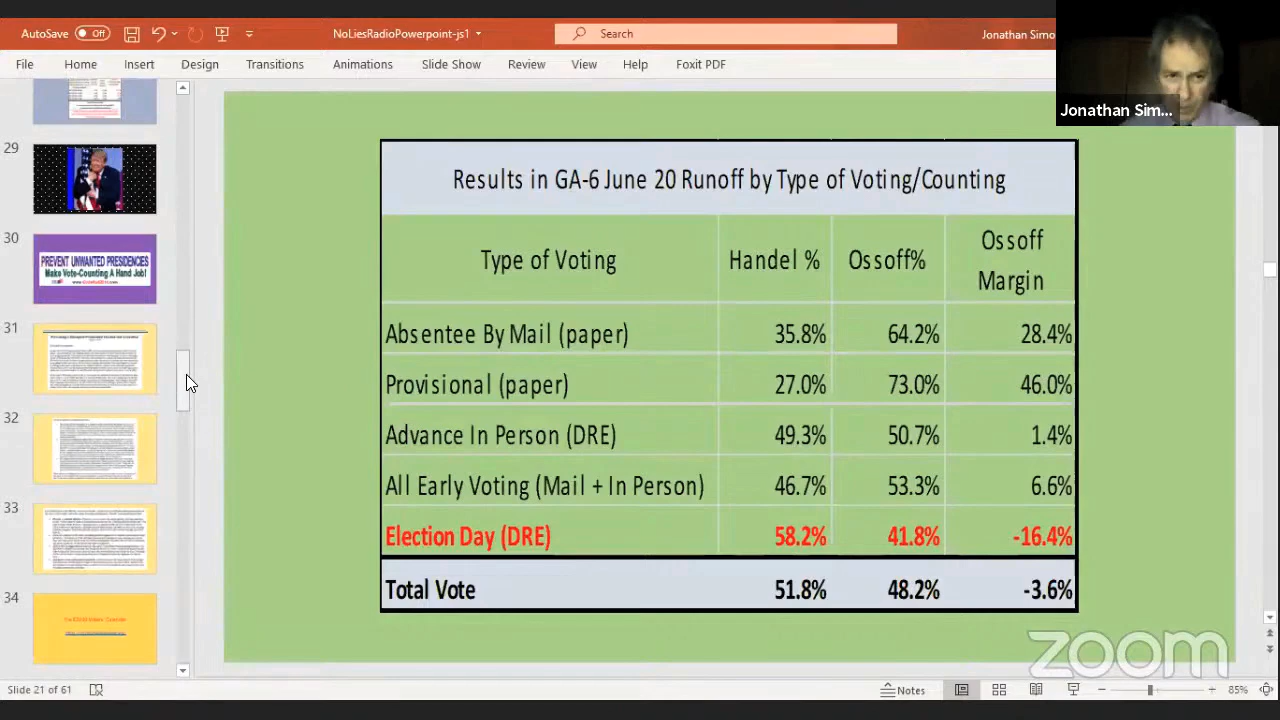 AutoSave Off NoLiesRadioPowerpoint-js1 Search Jonathan Simo
File Home Insert Design Transitions Animations Slide Show Review View Help Foxit PDF
Jonathan Sim...
29
30
PREVENT UNWANTED PRESIDENCIES
Make Vote-Counting A Hand Job!
31
32
33
34
Results in GA-6 June 20 Runoff by Type of Voting/Counting
Type of Voting Handel % Ossoff% Ossoff Margin
Absentee By Mail (paper) 35.8% 64.2% 28.4%
Provisional (paper) 27.0% 73.0% 46.0%
Advance In Person (DRE) 49.3% 50.7% 1.4%
All Early Voting (Mail + In Person) 46.7% 53.3% 6.6%
Election Day (DRE) 58.2% 41.8% -16.4%
Total Vote 51.8% 48.2% -3.6%
zoom
Slide 21 of 61 Notes 85%